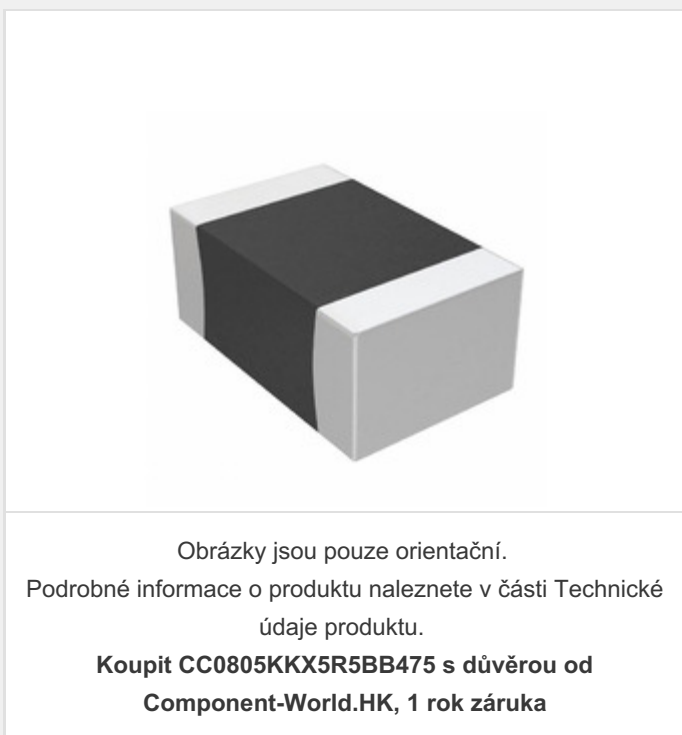 Obrázky jsou pouze orientační.
Podrobné informace o produktu naleznete v části Technické
údaje produktu.
Koupit CC0805KKX5R5BB475 s důvěrou od
Component-World.HK, 1 rok záruka